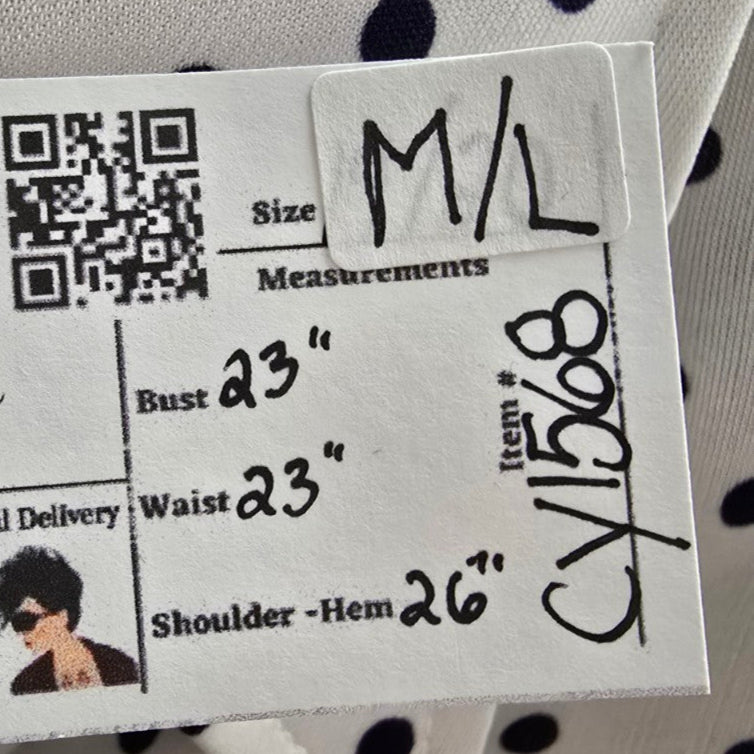 Size M/L
Measurements
Bust 23"
Item # CY1568
Waist 23"
l Delivery
Shoulder -Hem 26"